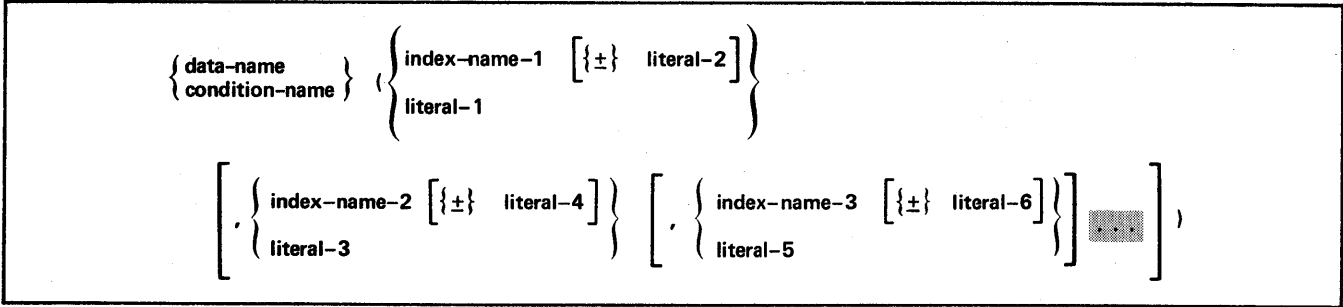 { data-name
condition-name } ( { index-name-1 [ {±} literal-2 ]
literal-1 }
[ , { index-name-2 [ {±} literal-4 ]
literal-3 } [ , { index-name-3 [ {±} literal-6 ]
literal-5 } ] ... ] )